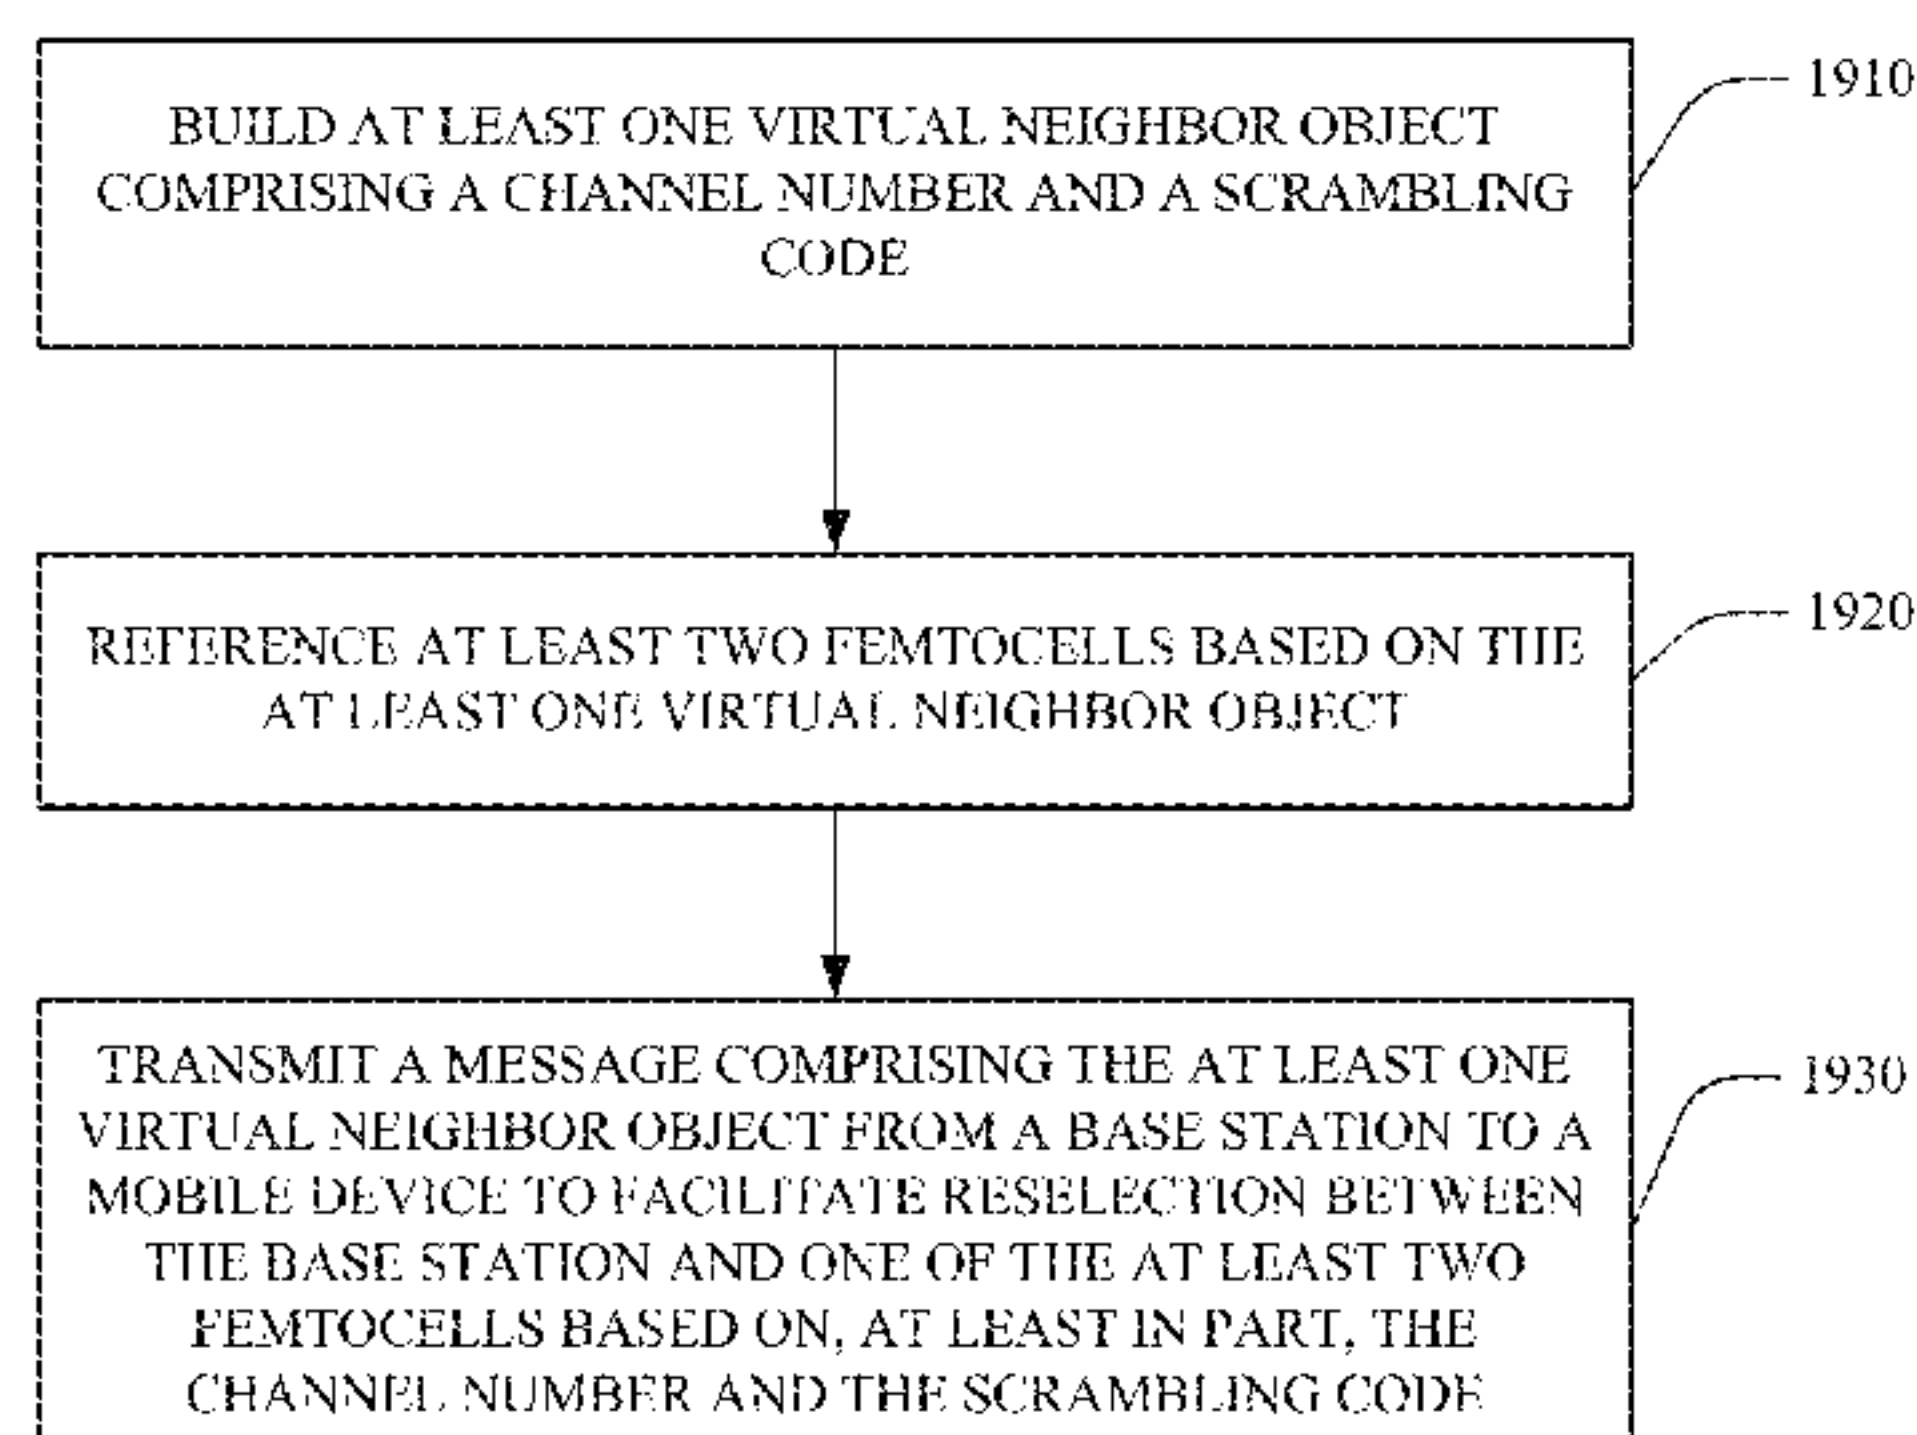 BUILD AT LEAST ONE VIRTUAL NEIGHBOR OBJECT
COMPRISING A CHANNEL NUMBER AND A SCRAMBLING
CODE
1910
REFERENCE AT LEAST TWO FEMTOCELLS BASED ON THE
AT LEAST ONE VIRTUAL NEIGHBOR OBJECT
1920
TRANSMIT A MESSAGE COMPRISING THE AT LEAST ONE
VIRTUAL NEIGHBOR OBJECT FROM A BASE STATION TO A
MOBILE DEVICE TO FACILITATE RESELECTION BETWEEN
THE BASE STATION AND ONE OF THE AT LEAST TWO
FEMTOCELLS BASED ON, AT LEAST IN PART, THE
CHANNEL NUMBER AND THE SCRAMBLING CODE
1930